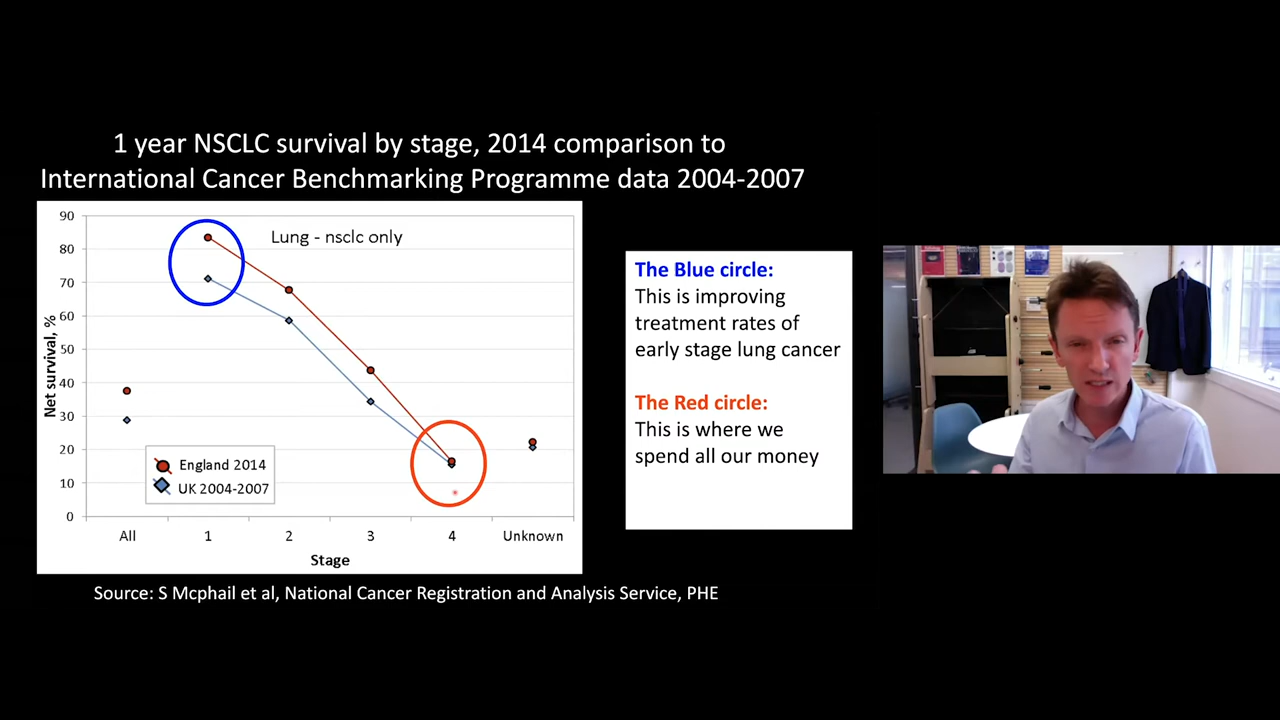 1 year NSCLC survival by stage, 2014 comparison to
International Cancer Benchmarking Programme data 2004-2007
Lung - nsclc only
90
80
70
60
50
40
30
20
10
0
Net survival, %
England 2014
UK 2004-2007
All 1 2 3 4 Unknown
Stage
The Blue circle:
This is improving
treatment rates of
early stage lung cancer
The Red circle:
This is where we
spend all our money
Source: S Mcphail et al, National Cancer Registration and Analysis Service, PHE